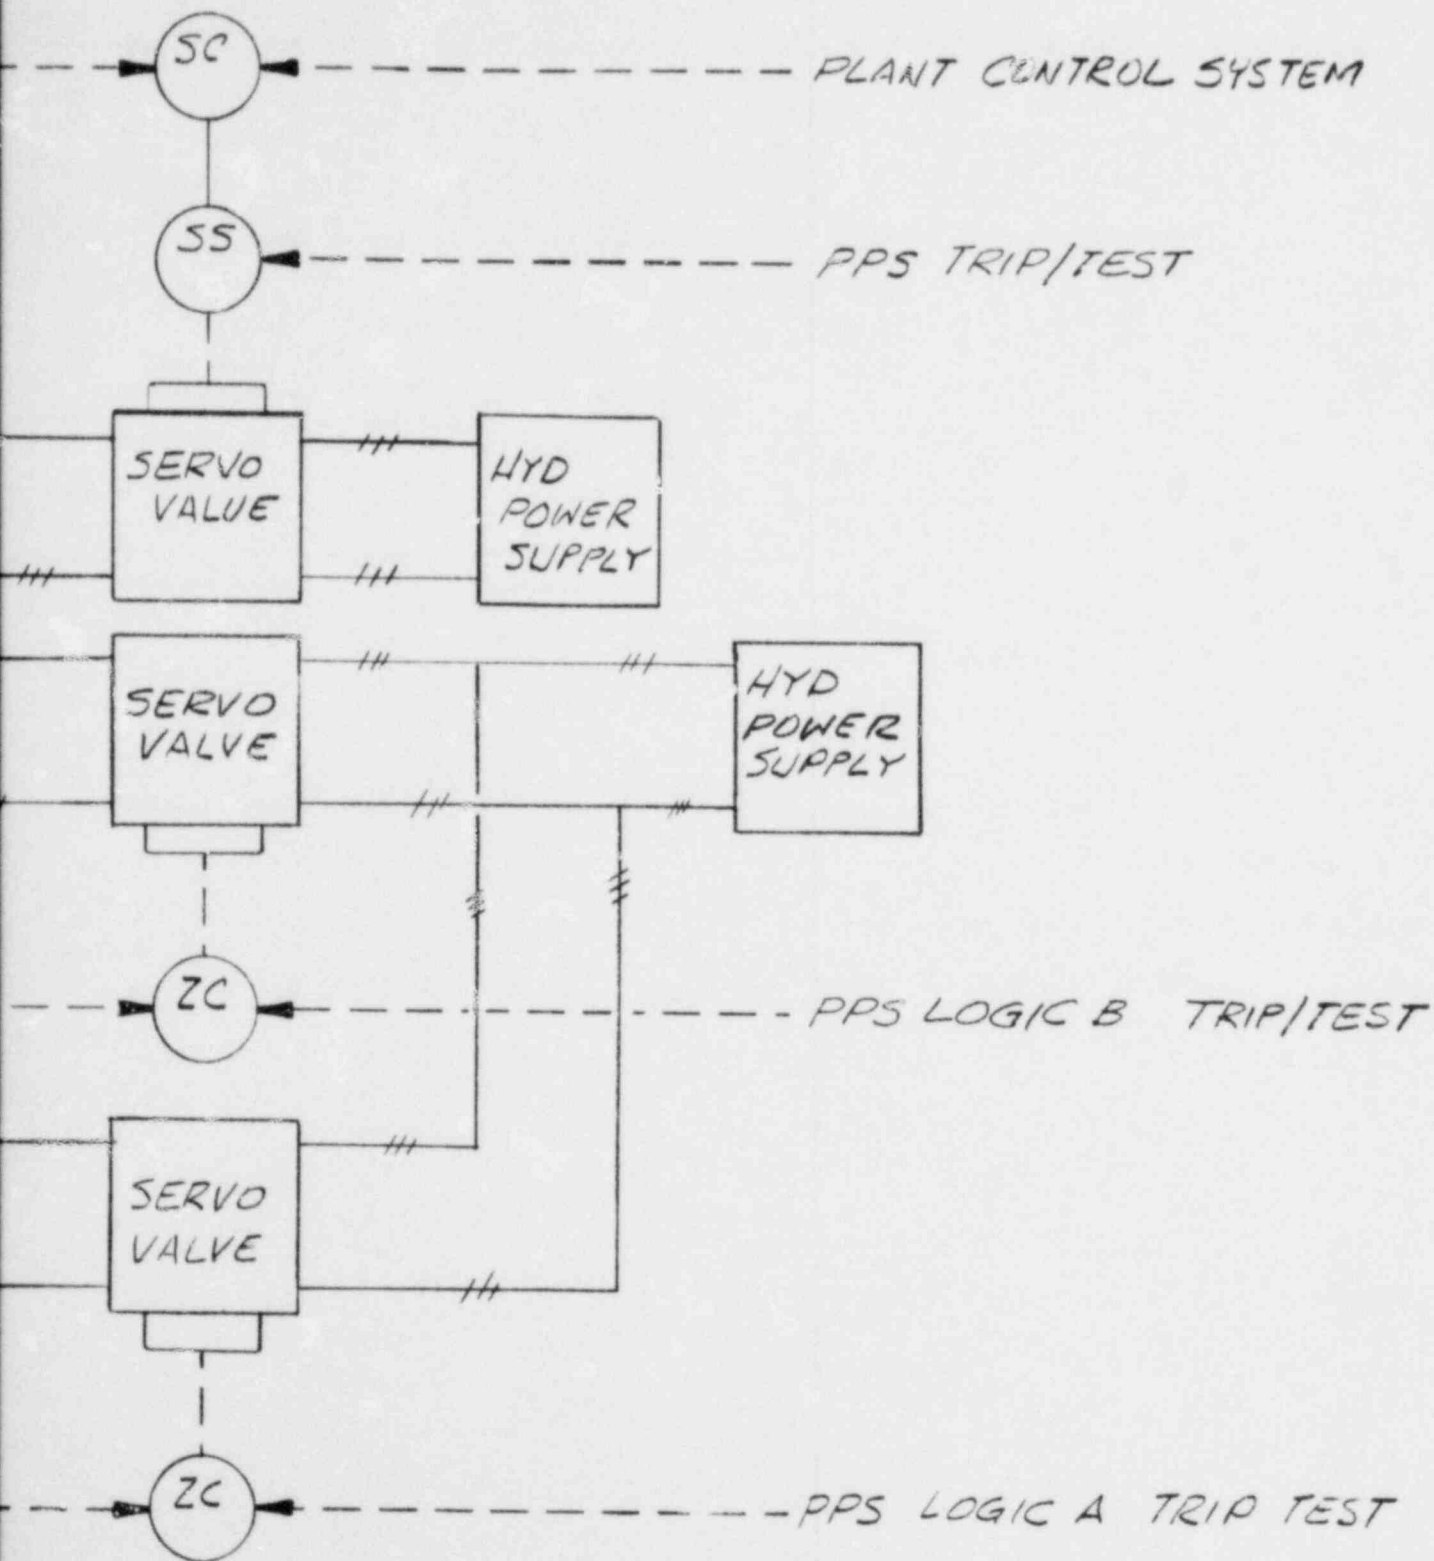 SC
PLANT CONTROL SYSTEM
SS
PPS TRIP/TEST
SERVO
VALUE
HYD
POWER
SUPPLY
SERVO
VALVE
HYD
POWER
SUPPLY
ZC
PPS LOGIC B TRIP/TEST
SERVO
VALVE
ZC
PPS LOGIC A TRIP TEST